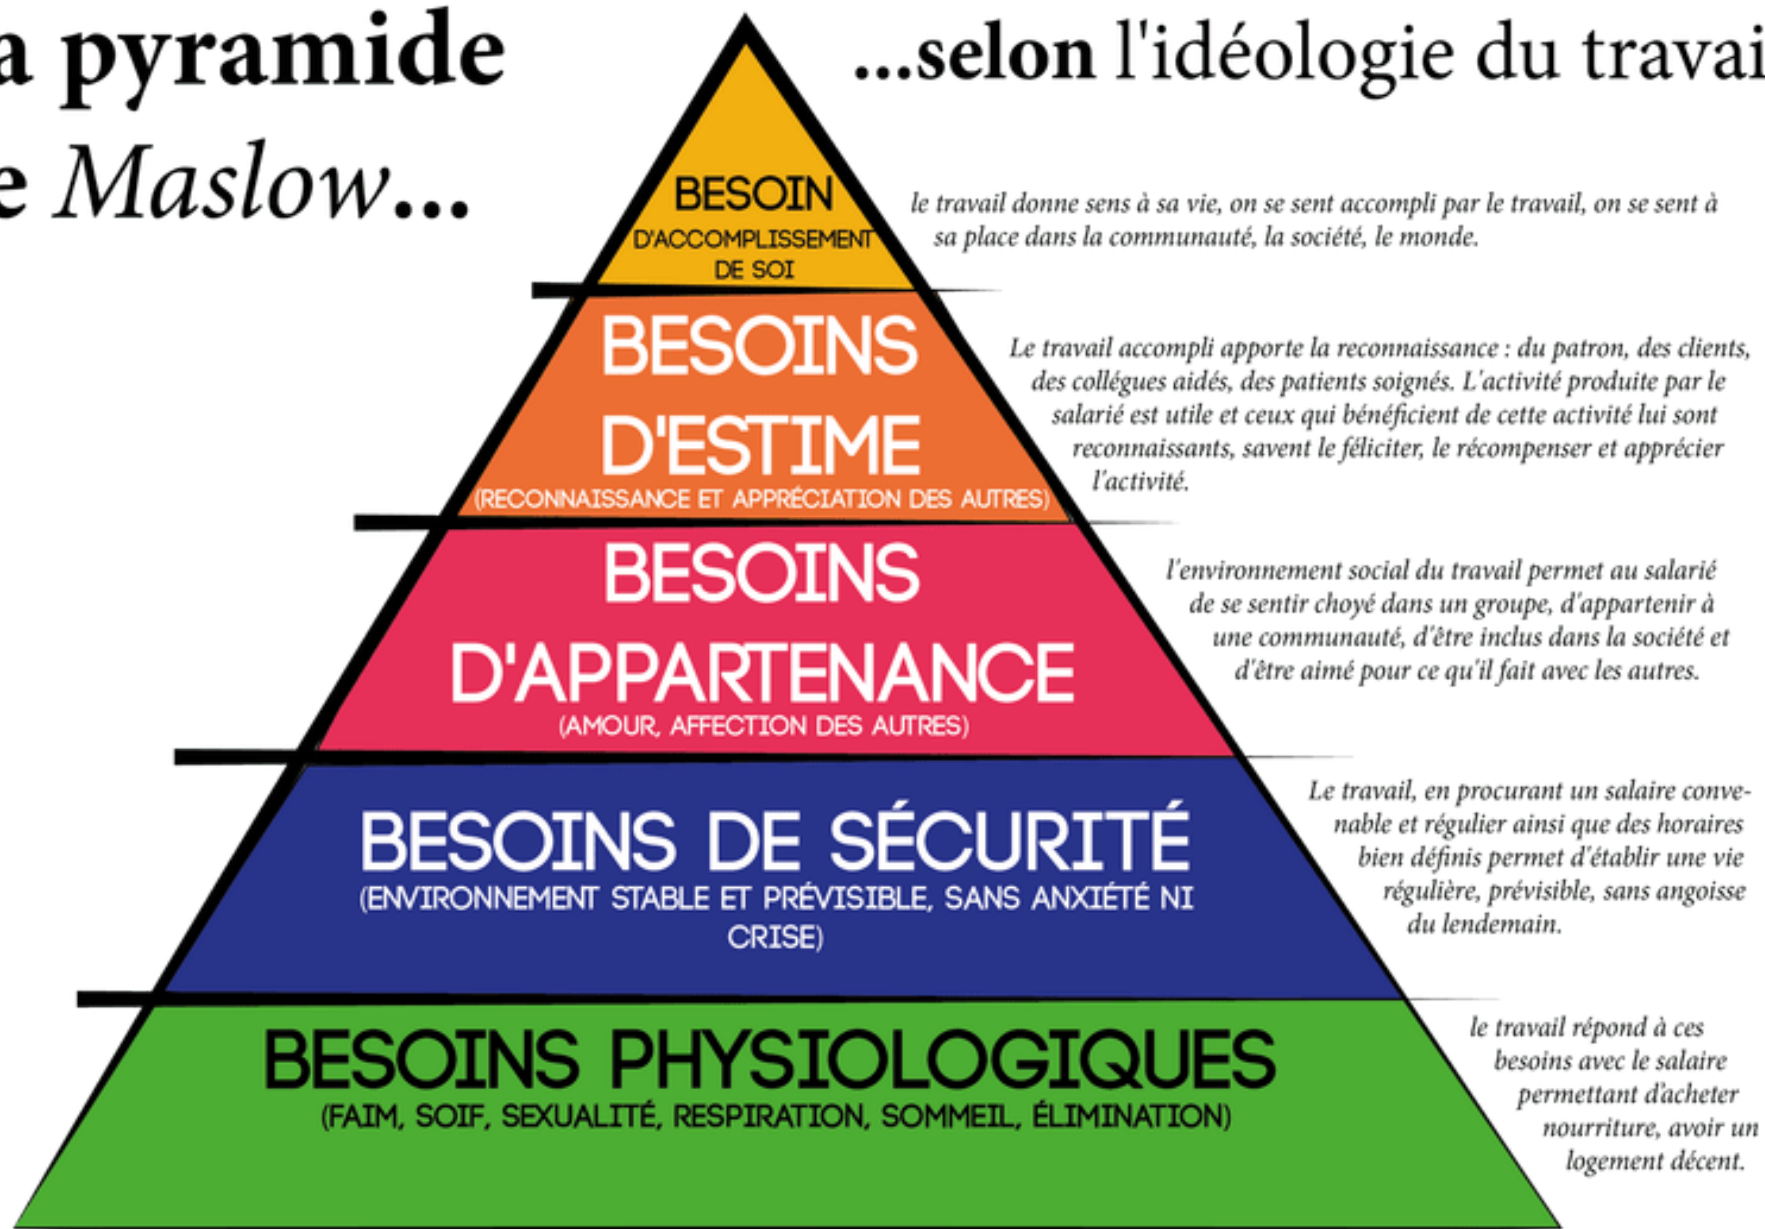 a pyramide
e Maslow...
...selon l'idéologie du travai
BESOIN
D'ACCOMPLISSEMENT
DE SOI
le travail donne sens à sa vie, on se sent accompli par le travail, on se sent à
sa place dans la communauté, la société, le monde.
BESOINS
D'ESTIME
(RECONNAISSANCE ET APPRÉCIATION DES AUTRES)
Le travail accompli apporte la reconnaissance : du patron, des clients,
des collégues aidés, des patients soignés. L'activité produite par le
salarié est utile et ceux qui bénéficient de cette activité lui sont
reconnaissants, savent le féliciter, le récompenser et apprécier
l'activité.
BESOINS
D'APPARTENANCE
(AMOUR, AFFECTION DES AUTRES)
l'environnement social du travail permet au salarié
de se sentir choyé dans un groupe, d'appartenir à
une communauté, d'être inclus dans la société et
d'être aimé pour ce qu'il fait avec les autres.
BESOINS DE SÉCURITÉ
(ENVIRONNEMENT STABLE ET PRÉVISIBLE, SANS ANXIÉTÉ NI
CRISE)
Le travail, en procurant un salaire conve-
nable et régulier ainsi que des horaires
bien définis permet d'établir une vie
régulière, prévisible, sans angoisse
du lendemain.
BESOINS PHYSIOLOGIQUES
(FAIM, SOIF, SEXUALITÉ, RESPIRATION, SOMMEIL, ÉLIMINATION)
le travail répond à ces
besoins avec le salaire
permettant d'acheter
nourriture, avoir un
logement décent.